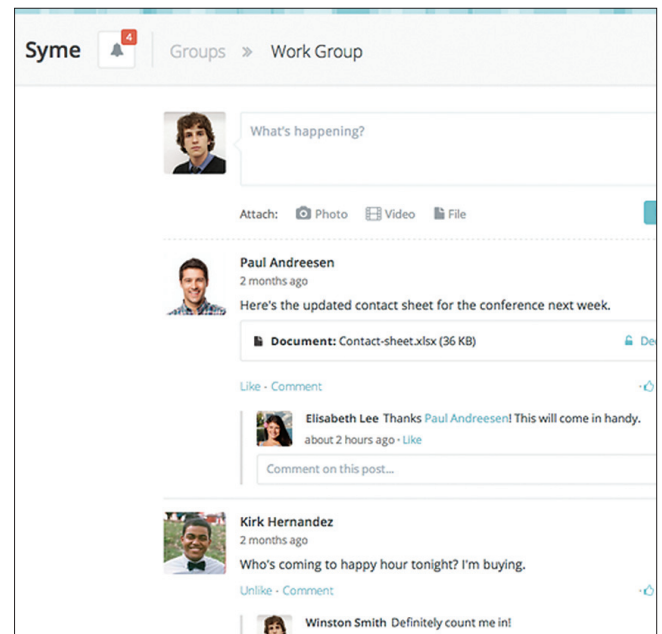 4
Syme Groups » Work Group
What's happening?
Attach: Photo Video File
Paul Andreesen
2 months ago
Here's the updated contact sheet for the conference next week.
Document: Contact-sheet.xlsx (36 KB)
Like - Comment
Elisabeth Lee Thanks Paul Andreesen! This will come in handy.
about 2 hours ago · Like
Comment on this post...
Kirk Hernandez
2 months ago
Who's coming to happy hour tonight? I'm buying.
Unlike - Comment
Winston Smith Definitely count me in!